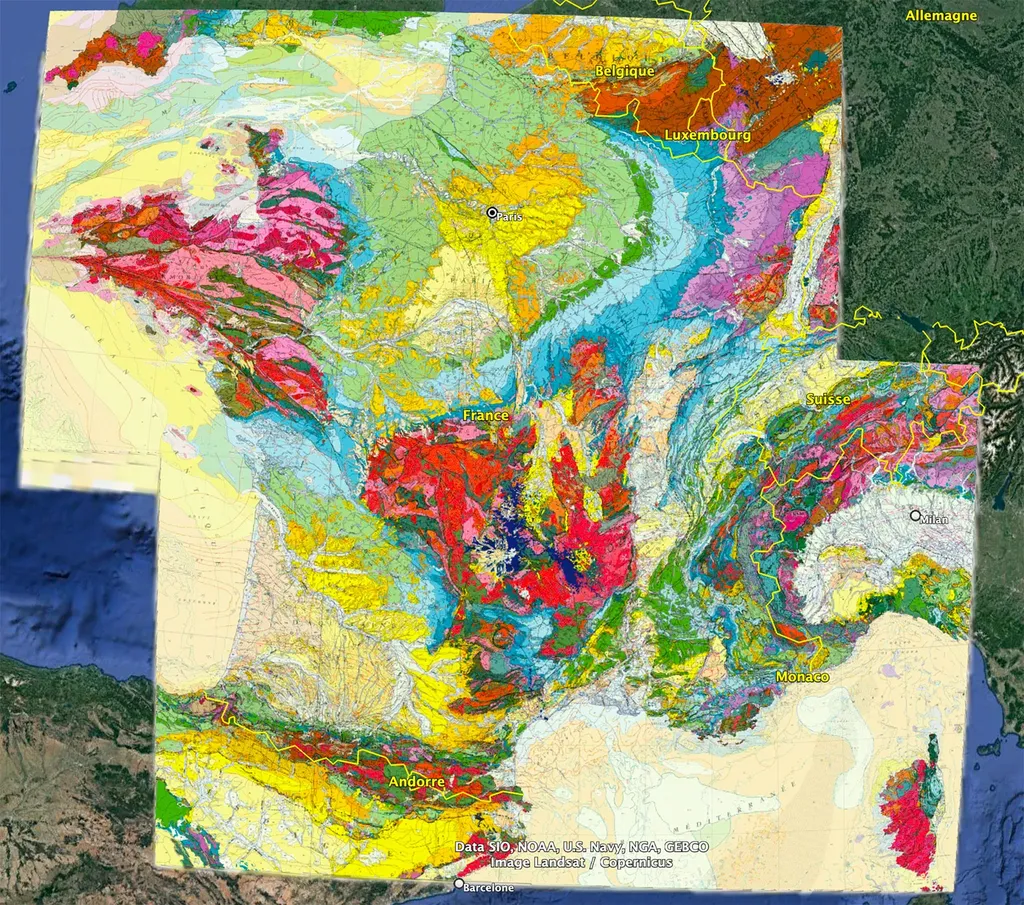 Allemagne
Belgique
Luxembourg
Paris
France
Suisse
Milan
Monaco
Andorre
MÉDITERRANÉE
Data SIO, NOAA, U.S. Navy, NGA, GEBCO
Image Landsat / Copernicus
Barcelone